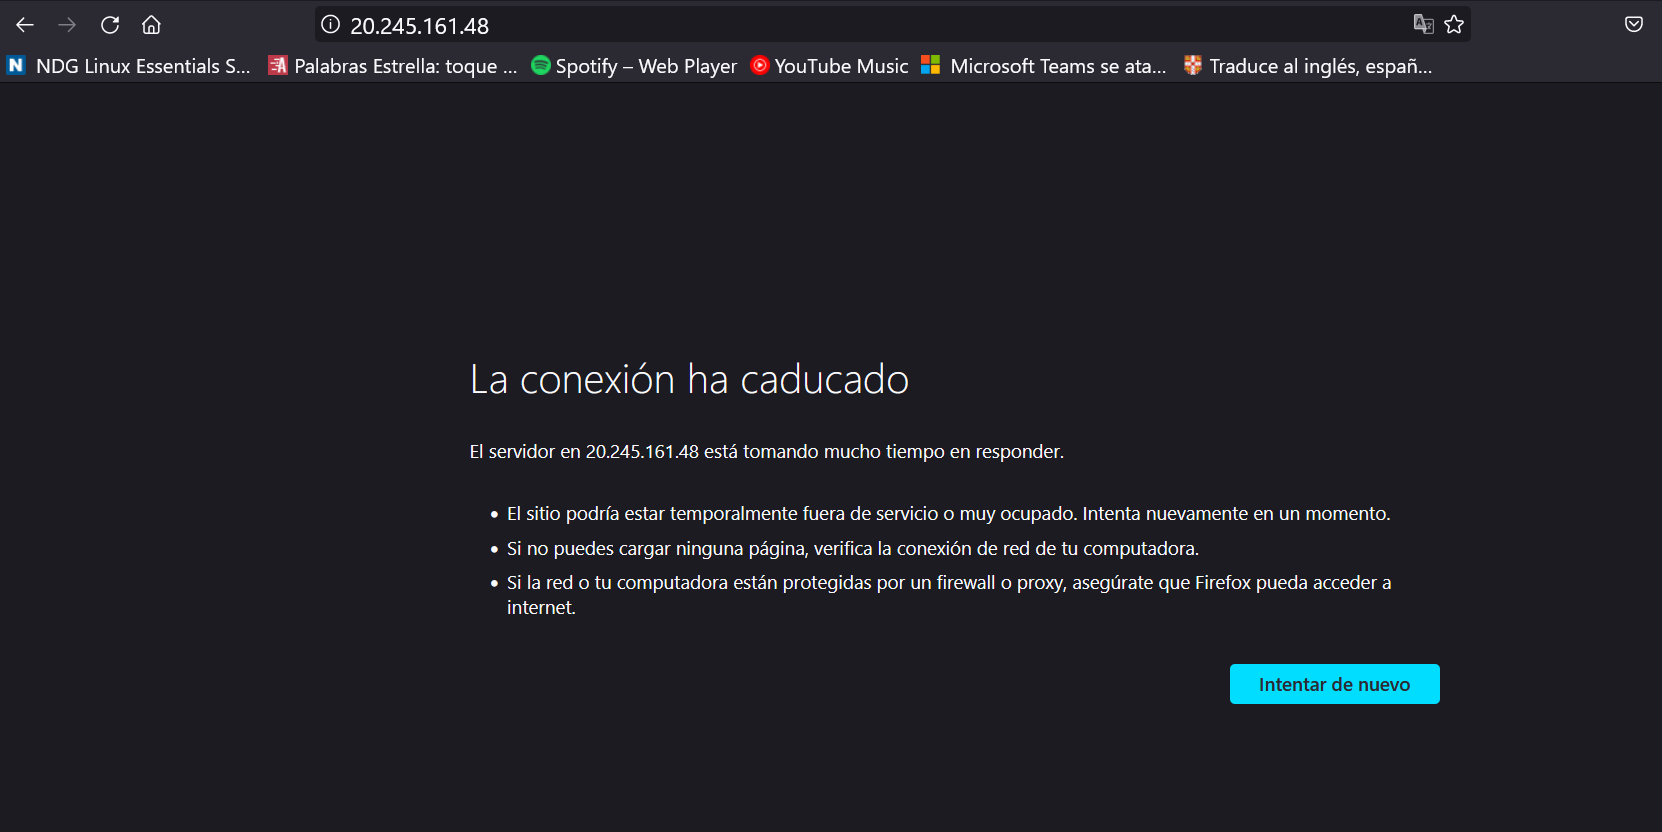 20.245.161.48
NDG Linux Essentials S...
Palabras Estrella: toque ...
Spotify – Web Player
YouTube Music
Microsoft Teams se ata...
Traduce al inglés, españ...
La conexión ha caducado
El servidor en 20.245.161.48 está tomando mucho tiempo en responder.
• El sitio podría estar temporalmente fuera de servicio o muy ocupado. Intenta nuevamente en un momento.
• Si no puedes cargar ninguna página, verifica la conexión de red de tu computadora.
• Si la red o tu computadora están protegidas por un firewall o proxy, asegúrate que Firefox pueda acceder a
internet.
Intentar de nuevo